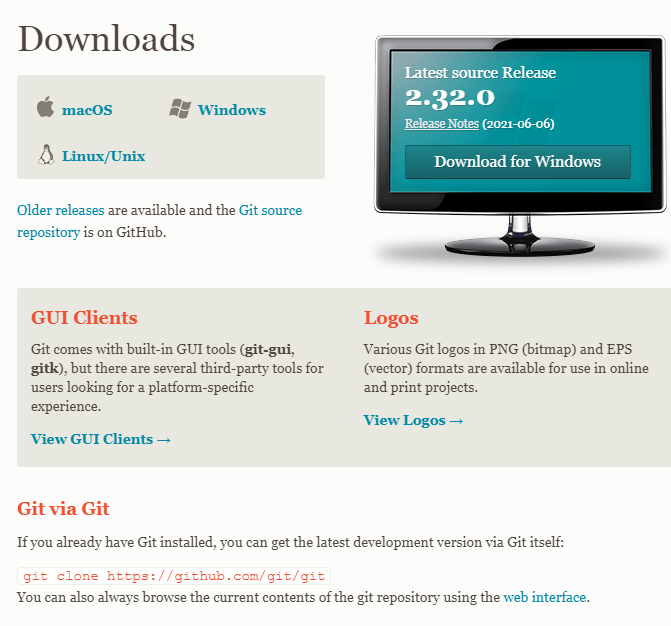 Downloads
macOS
Windows
Linux/Unix
Older releases are available and the Git source
repository is on GitHub.
Latest source Release
2.32.0
Release Notes (2021-06-06)
Download for Windows
GUI Clients
Git comes with built-in GUI tools (git-gui,
gitk), but there are several third-party tools for
users looking for a platform-specific
experience.
View GUI Clients →
Logos
Various Git logos in PNG (bitmap) and EPS
(vector) formats are available for use in online
and print projects.
View Logos →
Git via Git
If you already have Git installed, you can get the latest development version via Git itself:
git clone https://github.com/git/git
You can also always browse the current contents of the git repository using the web interface.